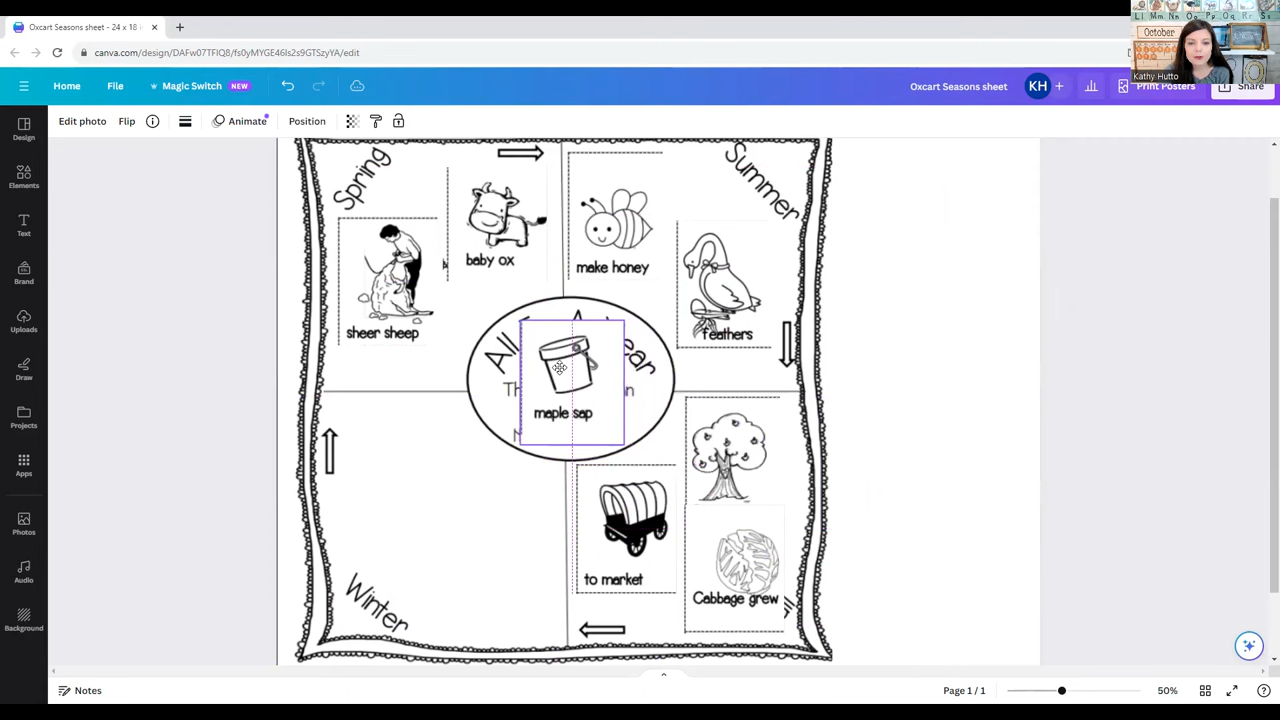 Oxcart Seasons sheet - 24 x 18 i
canva.com/design/DAFw07TFIQ8/fs0yMYGE46Is2s9GTSzyYA/edit
Home
File
Magic Switch NEW
Oxcart Seasons sheet
KH
Print Posters
Share
October
Kathy Hutto
Edit photo
Flip
Animate
Position
Design
Elements
Text
Brand
Uploads
Draw
Projects
Apps
Photos
Audio
Background
Spring
Summer
baby ox
make honey
sheer sheep
feathers
All
maple sap
to market
Cabbage grew
Winter
Notes
Page 1 / 1
50%